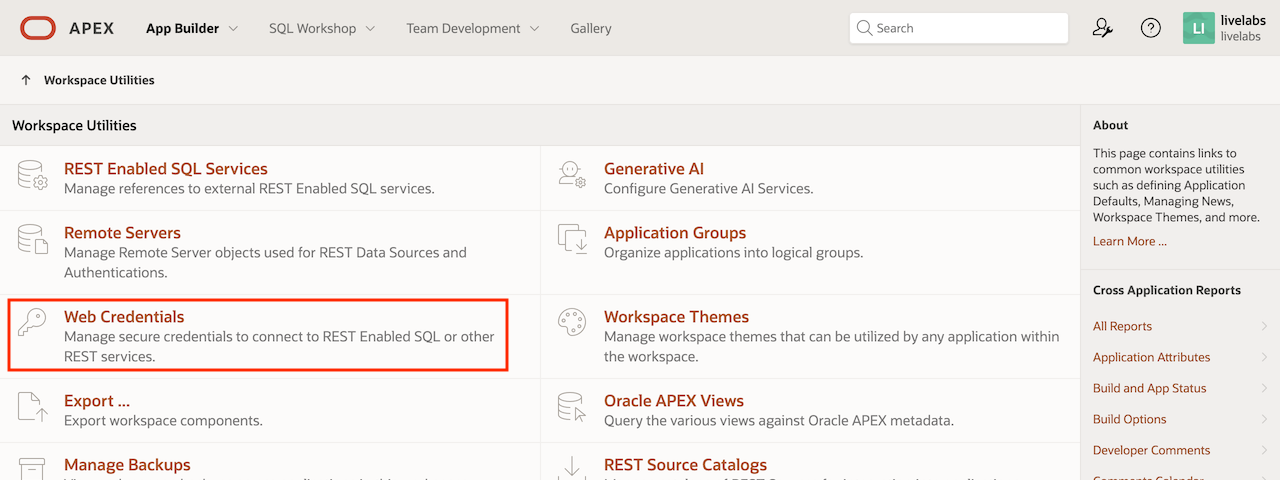 APEX App Builder SQL Workshop Team Development Gallery Search LI livelabs
livelabs
Workspace Utilities
Workspace Utilities
REST Enabled SQL Services
Manage references to external REST Enabled SQL services.
Generative AI
Configure Generative AI Services.
Remote Servers
Manage Remote Server objects used for REST Data Sources and
Authentications.
Application Groups
Organize applications into logical groups.
Web Credentials
Manage secure credentials to connect to REST Enabled SQL or other
REST services.
Workspace Themes
Manage workspace themes that can be utilized by any application within
the workspace.
Export ...
Export workspace components.
Oracle APEX Views
Query the various views against Oracle APEX metadata.
Manage Backups
REST Source Catalogs
About
This page contains links to
common workspace utilities
such as defining Application
Defaults, Managing News,
Workspace Themes, and more.
Learn More ...
Cross Application Reports
All Reports
Application Attributes
Build and App Status
Build Options
Developer Comments